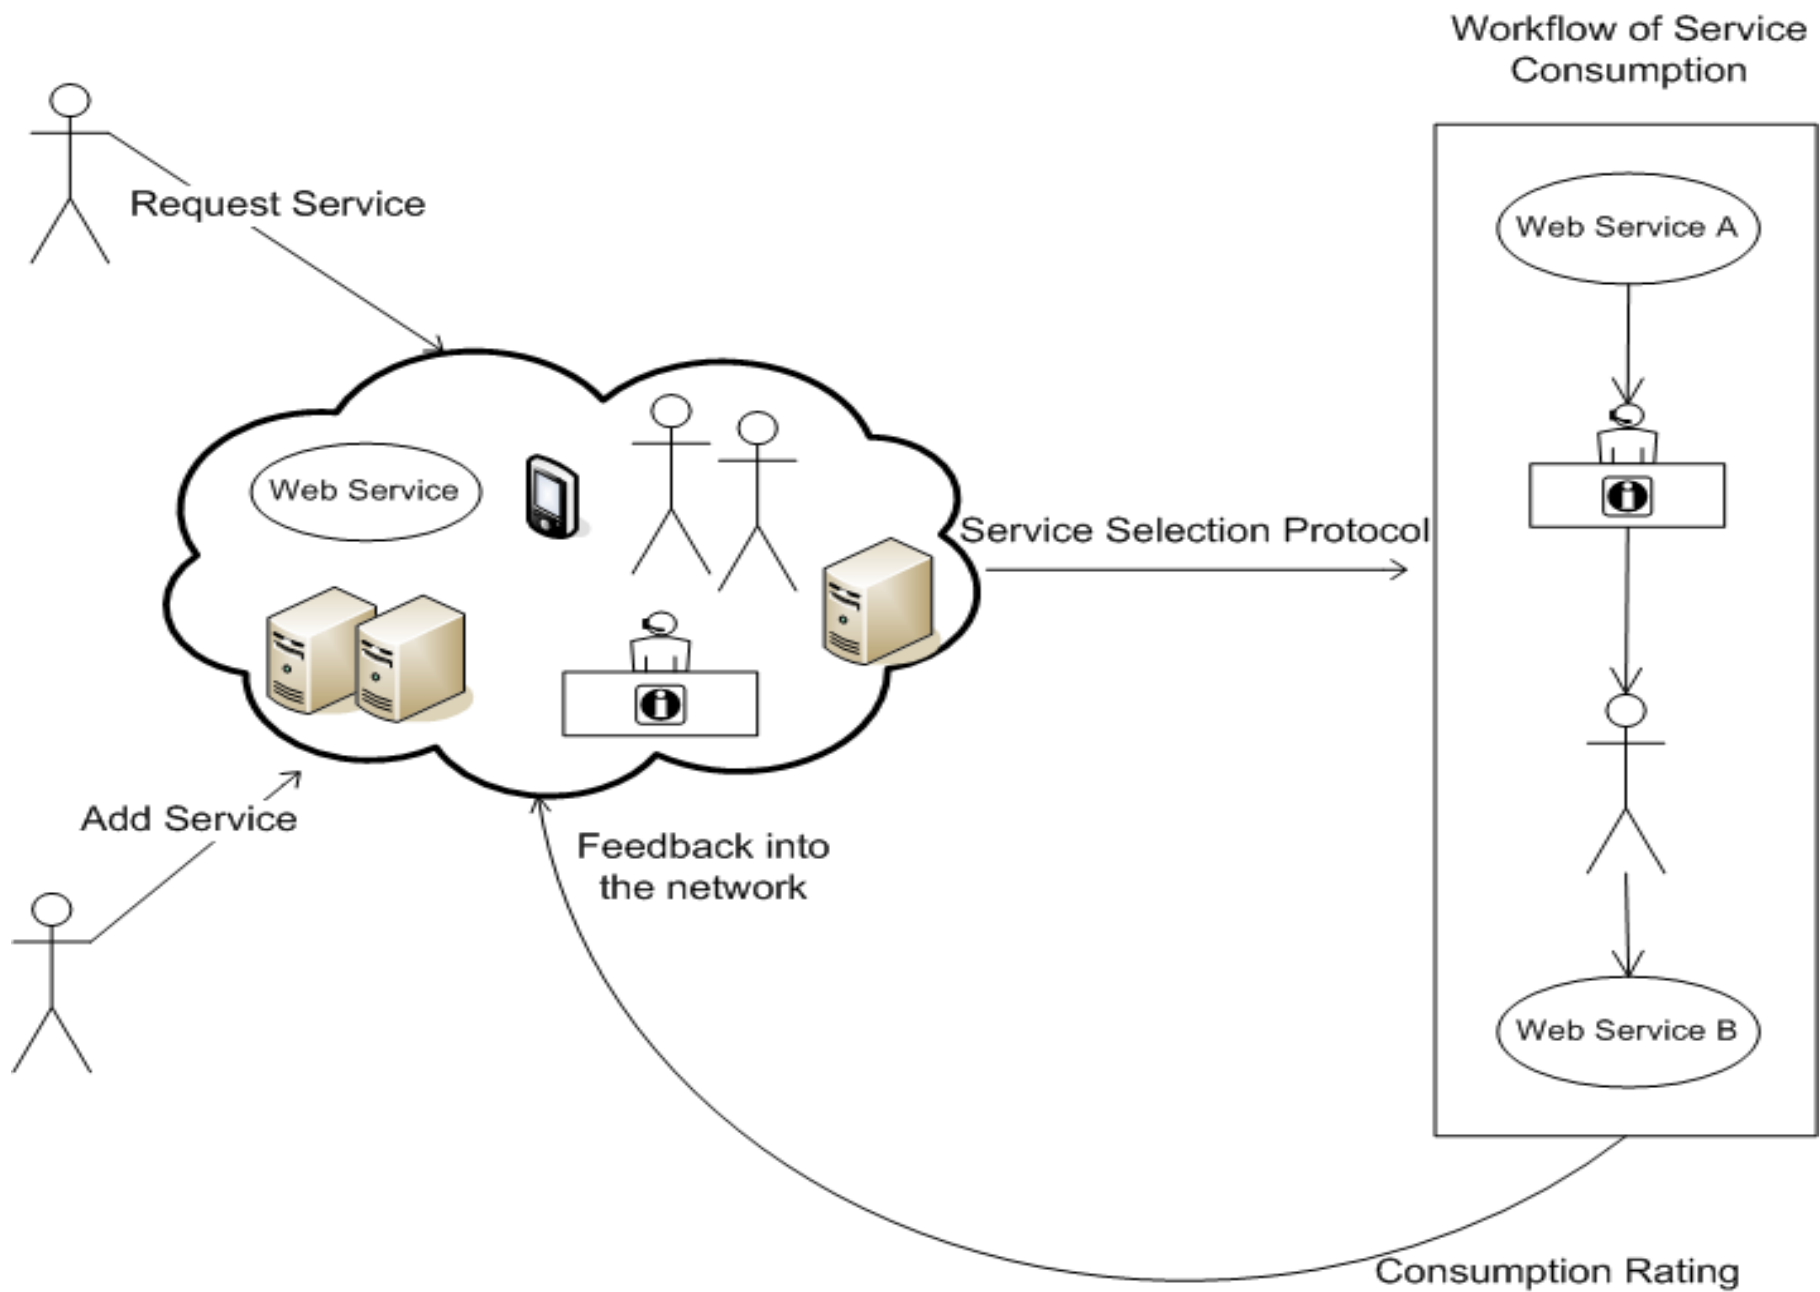 Workflow of Service
Consumption
Request Service
Web Service A
Web Service
Service Selection Protocol
Add Service
Feedback into
the network
Web Service B
Consumption Rating